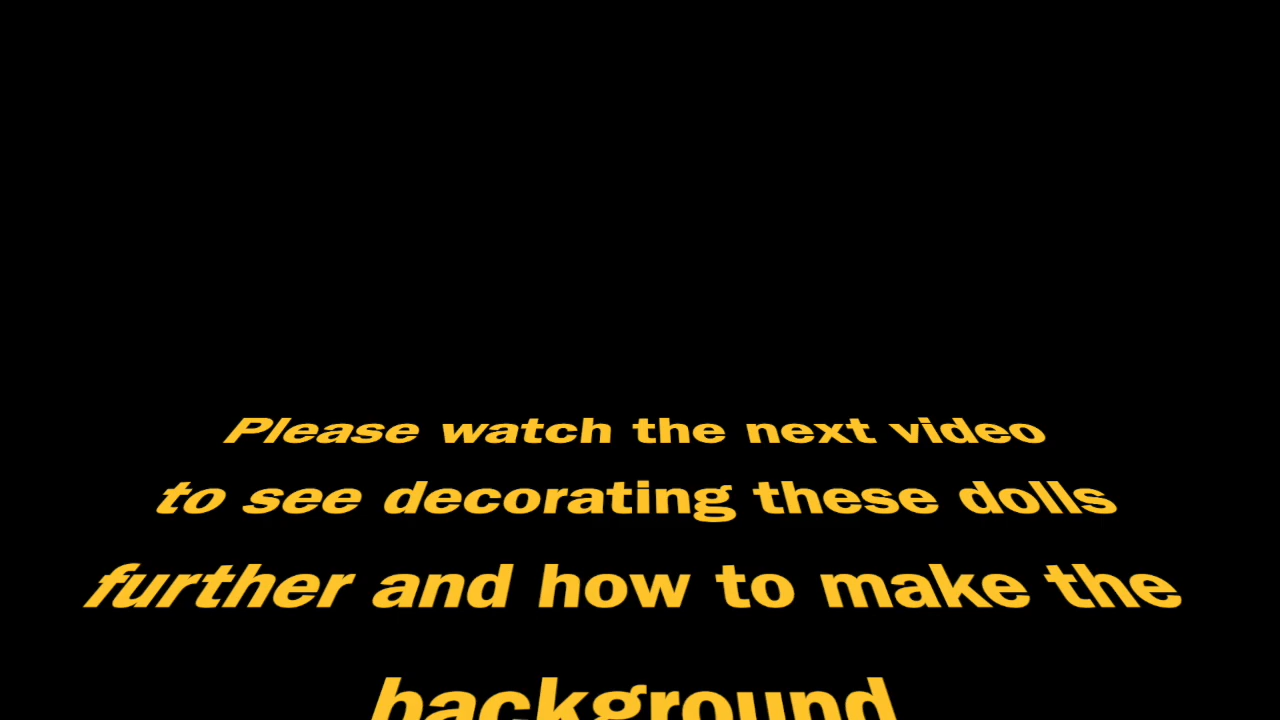 Please watch the next video
to see decorating these dolls
further and how to make the
background